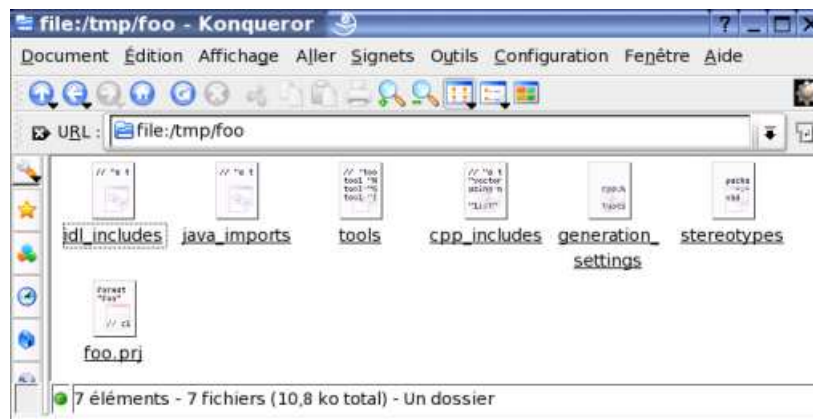 file:/tmp/foo - Konqueror
Document Édition Affichage Aller Signets Outils Configuration Fenêtre Aide
URL : file:/tmp/foo
idl_includes java_imports tools cpp_includes generation_ stereotypes
settings
foo.prj
7 éléments - 7 fichiers (10,8 ko total) - Un dossier